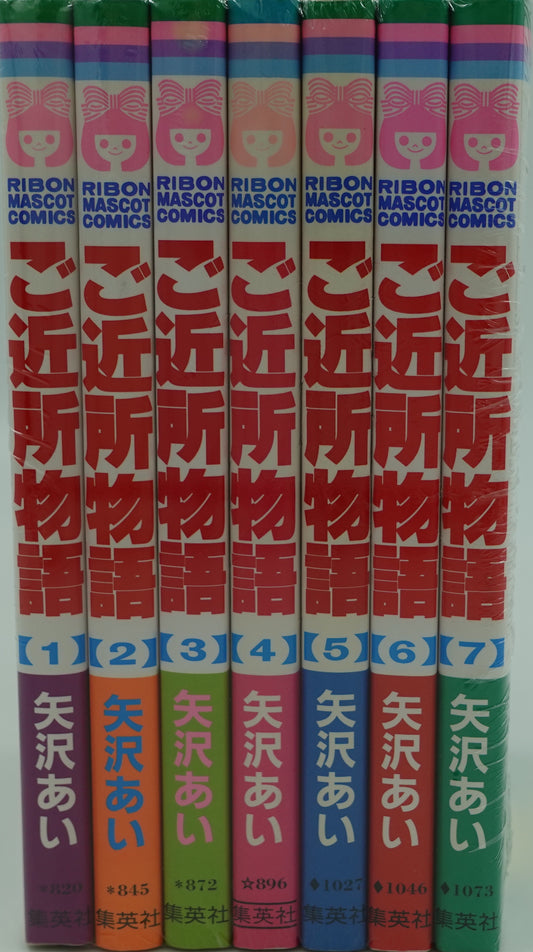 RIBON
MASCOT
COMICS
ご近所物語
【1】
矢沢あい
*820
集英社
RIBON
MASCOT
COMICS
ご近所物語
【2】
矢沢あい
*845
集英社
RIBON
MASCOT
COMICS
ご近所物語
【3】
矢沢あい
*872
集英社
RIBON
MASCOT
COMICS
ご近所物語
【4】
矢沢あい
☆896
集英社
RIBON
MASCOT
COMICS
ご近所物語
【5】
矢沢あい
♦1027
集英社
RIBON
MASCOT
COMICS
ご近所物語
【6】
矢沢あい
♦1046
集英社
RIBON
MASCOT
COMICS
ご近所物語
【7】
矢沢あい
♦1073
集英社